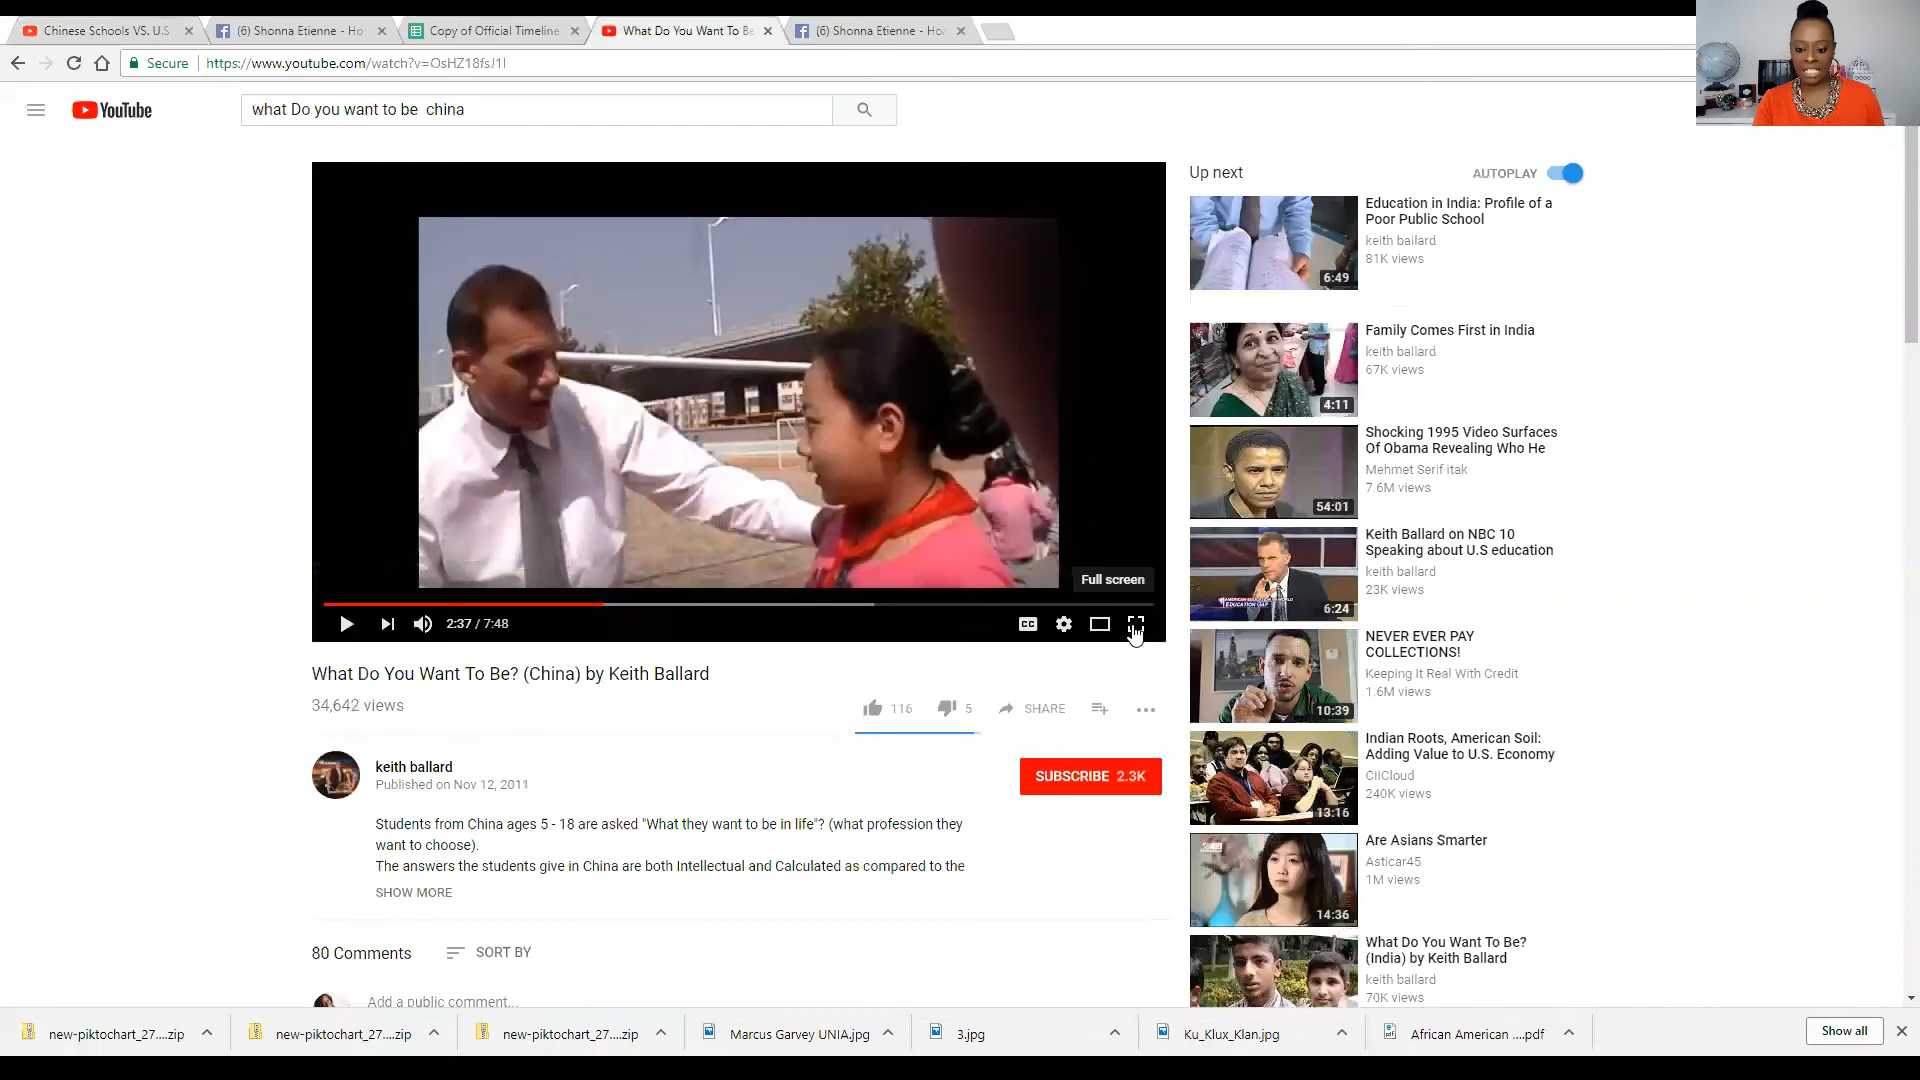 Chinese Schools VS. U.S
(6) Shonna Etienne - Ho
Copy of Official Timeline
What Do You Want To Be
(6) Shonna Etienne - Ho
Secure
https://www.youtube.com/watch?v=OsHZ18fsJ1I
YouTube
what Do you want to be  china
Full screen
2:37 / 7:48
CC
What Do You Want To Be? (China) by Keith Ballard
34,642 views
116
5
SHARE
keith ballard
Published on Nov 12, 2011
SUBSCRIBE 2.3K
Students from China ages 5 - 18 are asked "What they want to be in life"? (what profession they
want to choose).
The answers the students give in China are both Intellectual and Calculated as compared to the
SHOW MORE
80 Comments
SORT BY
Add a public comment...
Up next
AUTOPLAY
6:49
Education in India: Profile of a
Poor Public School
keith ballard
81K views
4:11
Family Comes First in India
keith ballard
67K views
54:01
Shocking 1995 Video Surfaces
Of Obama Revealing Who He
Mehmet Serif itak
7.6M views
EDUCATION GAP
6:24
Keith Ballard on NBC 10
Speaking about U.S education
keith ballard
23K views
10:39
NEVER EVER PAY
COLLECTIONS!
Keeping It Real With Credit
1.6M views
13:16
Indian Roots, American Soil:
Adding Value to U.S. Economy
CIICloud
240K views
14:36
Are Asians Smarter
Asticar45
1M views
What Do You Want To Be?
(India) by Keith Ballard
keith ballard
70K views
new-piktochart_27....zip
new-piktochart_27....zip
new-piktochart_27....zip
Marcus Garvey UNIA.jpg
3.jpg
Ku_Klux_Klan.jpg
African American ....pdf
Show all